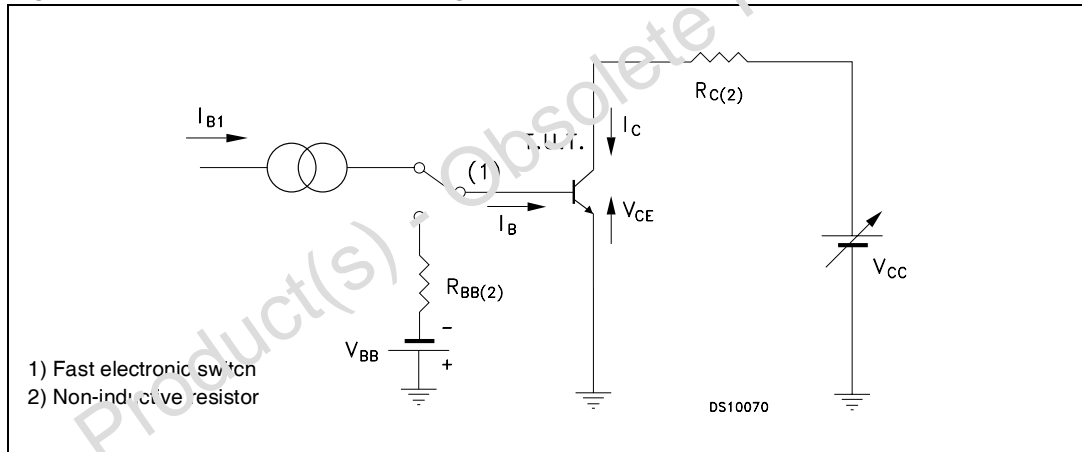 Product(s) - Obsolete
I_B1
R_C(2)
I_C
T.U.T.
(1)
I_B
V_CE
V_CC
R_BB(2)
V_BB
-
+
1) Fast electronic switch
2) Non-inductive resistor
DS10070